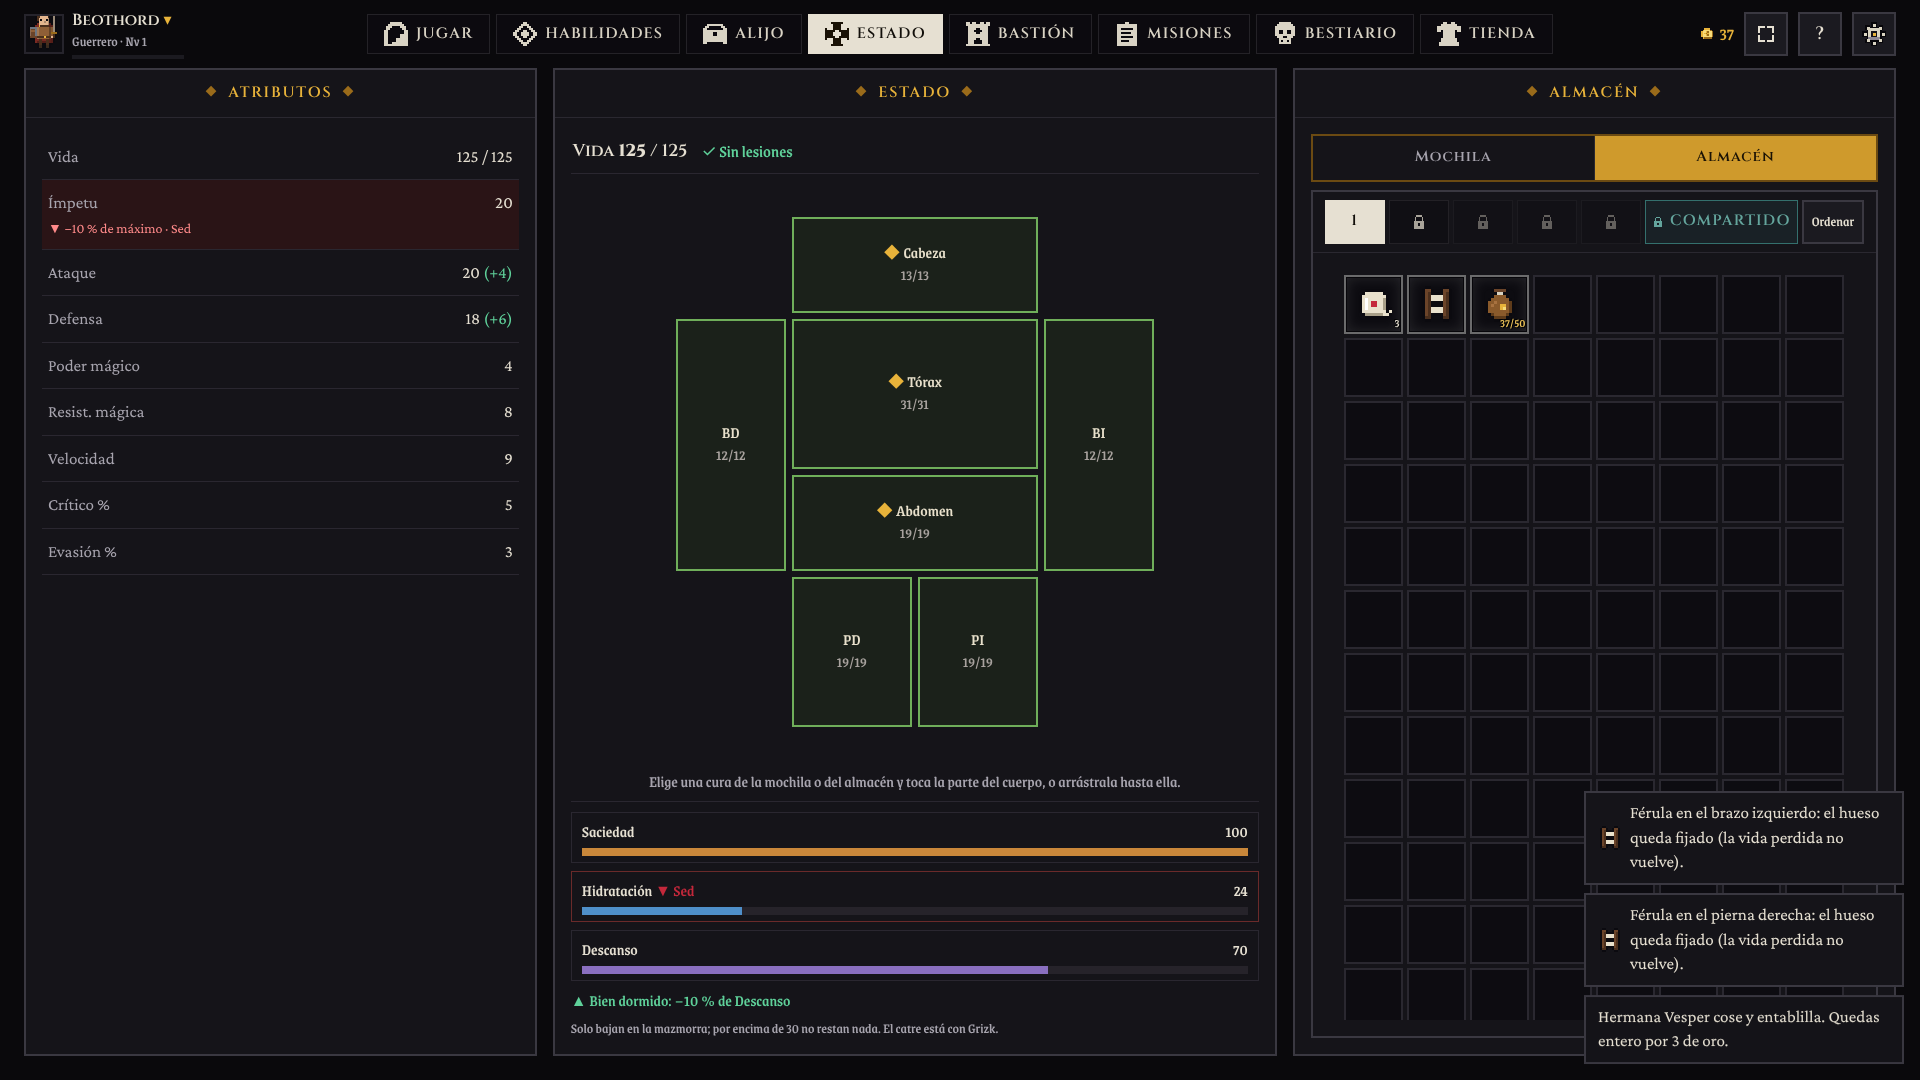 Beothord ▼
Guerrero · Nv 1
JUGAR
HABILIDADES
ALIJO
ESTADO
BASTIÓN
MISIONES
BESTIARIO
TIENDA
37
?
ATRIBUTOS
Vida 125 / 125
Ímpetu 20
▼ −10 % de máximo · Sed
Ataque 20 (+4)
Defensa 18 (+6)
Poder mágico 4
Resist. mágica 8
Velocidad 9
Crítico % 5
Evasión % 3
ESTADO
Vida 125 / 125 ✓ Sin lesiones
Cabeza
13/13
Tórax
31/31
BD
12/12
BI
12/12
Abdomen
19/19
PD
19/19
PI
19/19
Elige una cura de la mochila o del almacén y toca la parte del cuerpo, o arrástrala hasta ella.
Saciedad 100
Hidratación ▼ Sed 24
Descanso 70
▲ Bien dormido: −10 % de Descanso
Solo bajan en la mazmorra; por encima de 30 no restan nada. El catre está con Grizk.
ALMACÉN
Mochila
Almacén
1
COMPARTIDO
Ordenar
3
37/50
Férula en el brazo izquierdo: el hueso
queda fijado (la vida perdida no
vuelve).
Férula en el pierna derecha: el hueso
queda fijado (la vida perdida no
vuelve).
Hermana Vesper cose y entablilla. Quedas
entero por 3 de oro.